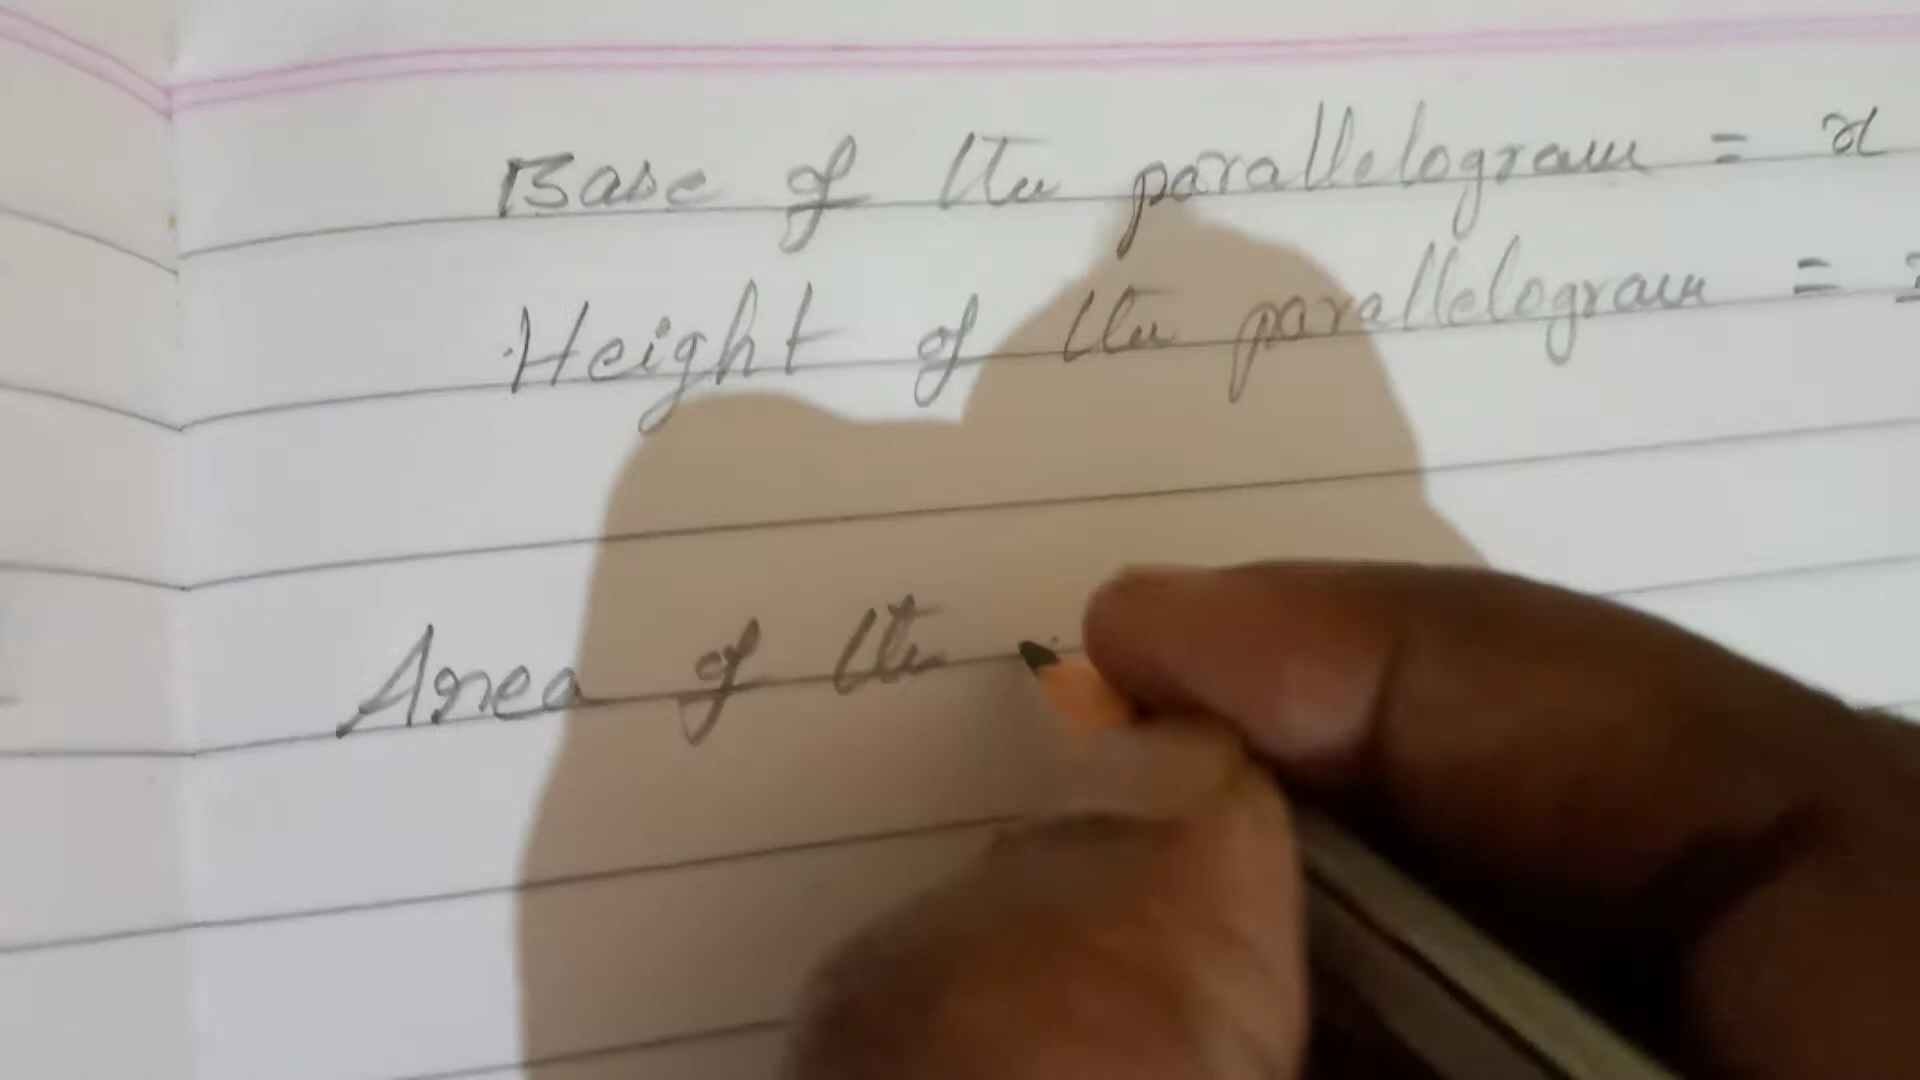 Base of the parallelogram = x
Height of the parallelogram =
Area of the